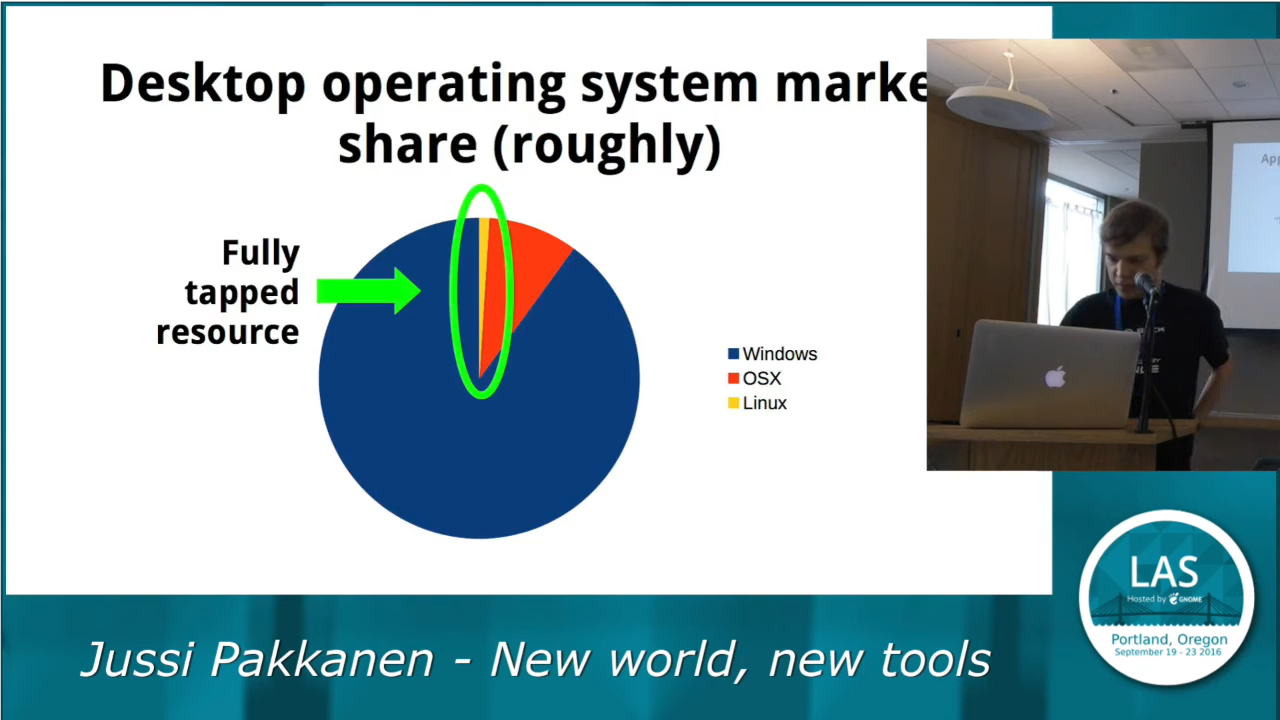 Desktop operating system marke
share (roughly)
Fully
tapped
resource
Windows
OSX
Linux
App
LAS
Hosted by GNOME
Portland, Oregon
September 19 - 23 2016
Jussi Pakkanen - New world, new tools